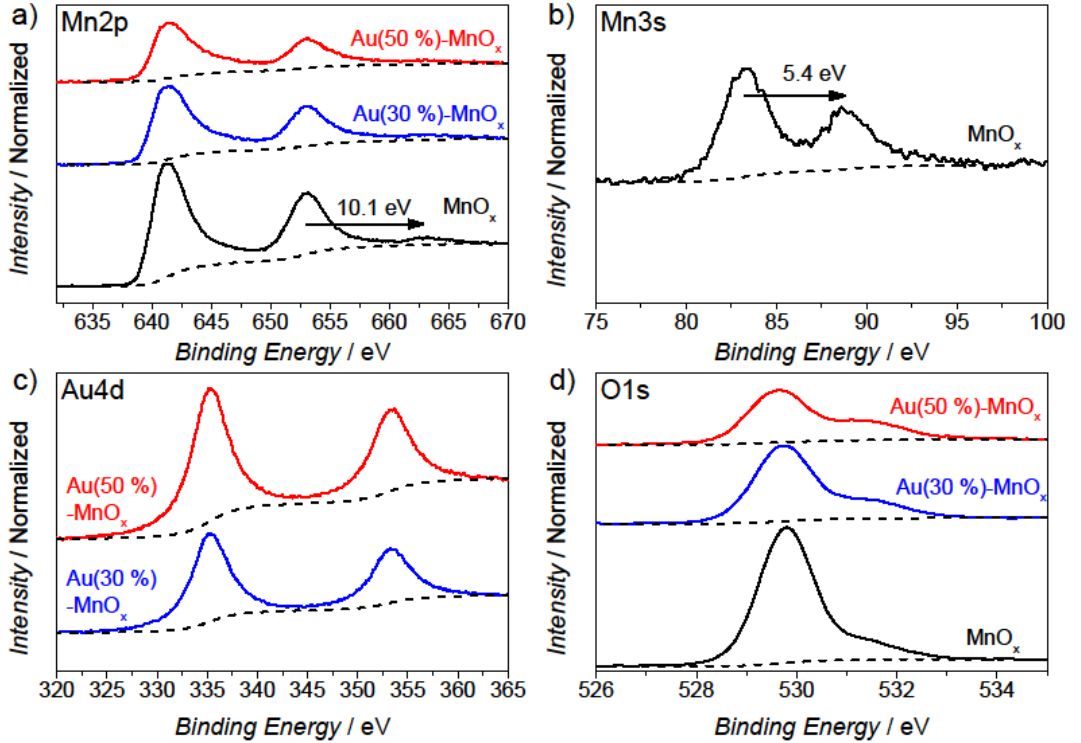 a)
Mn2p
Au(50 %)-MnOₓ
Au(30 %)-MnOₓ
10.1 eV
MnOₓ
Intensity / Normalized
635 640 645 650 655 660 665 670
Binding Energy / eV
b)
Mn3s
5.4 eV
MnOₓ
Intensity / Normalized
75 80 85 90 95 100
Binding Energy / eV
c)
Au4d
Au(50 %)
-MnOₓ
Au(30 %)
-MnOₓ
Intensity / Normalized
320 325 330 335 340 345 350 355 360 365
Binding Energy / eV
d)
O1s
Au(50 %)-MnOₓ
Au(30 %)-MnOₓ
MnOₓ
Intensity / Normalized
526 528 530 532 534
Binding Energy / eV